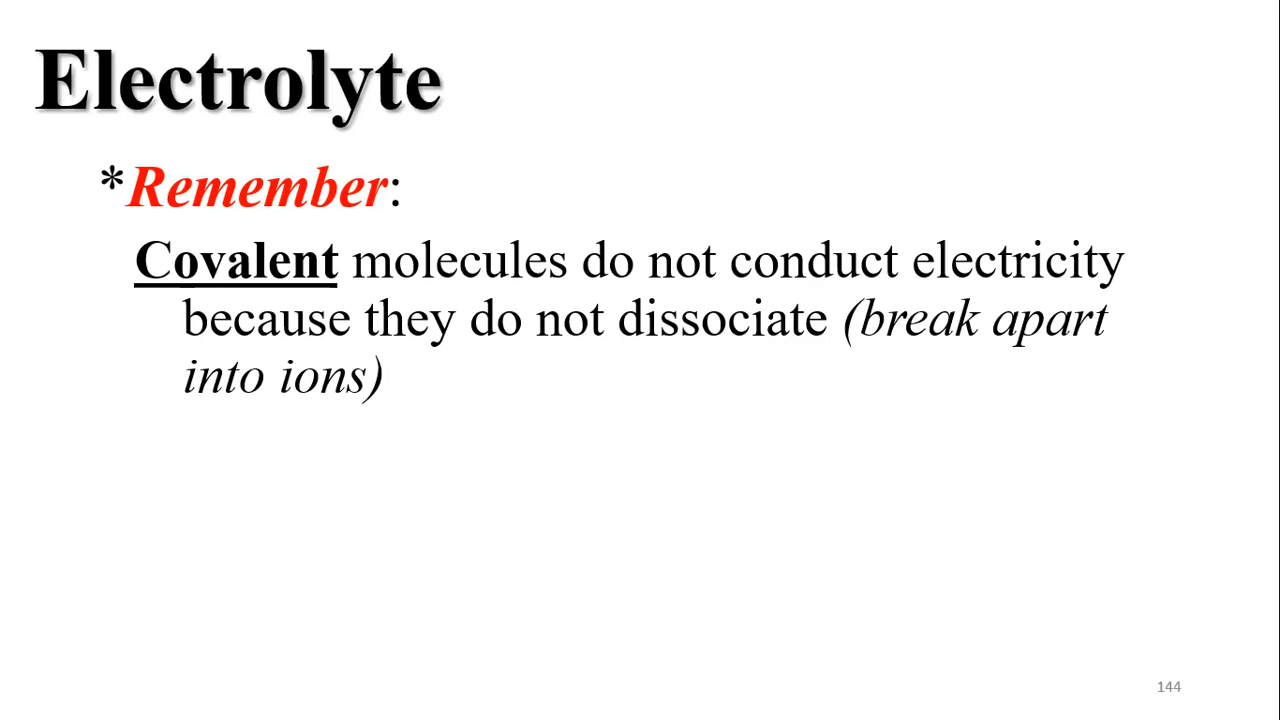 Electrolyte
*Remember:
Covalent molecules do not conduct electricity
because they do not dissociate (break apart
into ions)
144